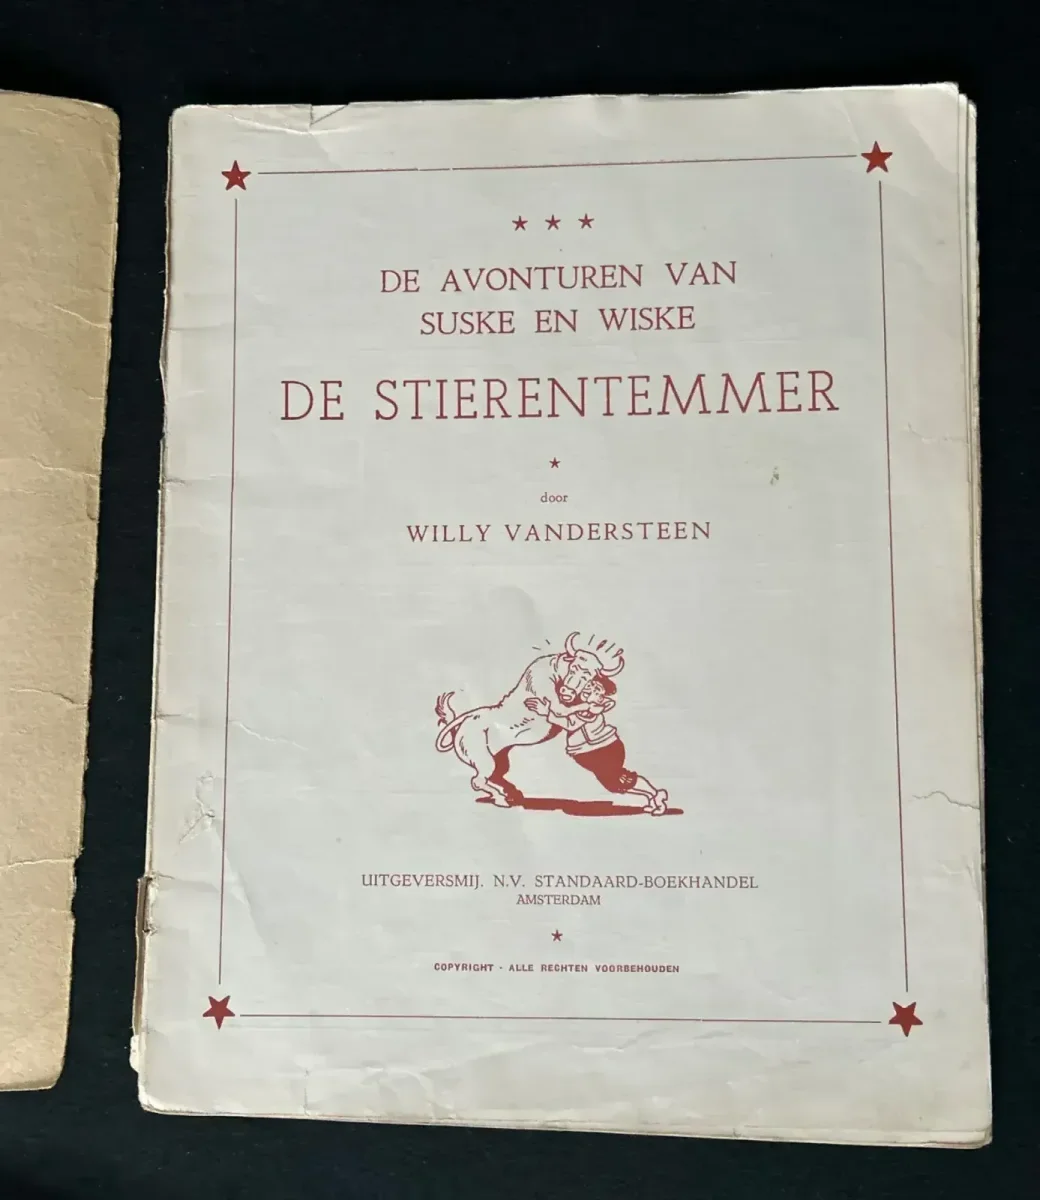 DE AVONTUREN VAN
SUSKE EN WISKE
DE STIERENTEMMER
door
WILLY VANDERSTEEN
UITGEVERSMIJ. N.V. STANDAARD-BOEKHANDEL
AMSTERDAM
COPYRIGHT - ALLE RECHTEN VOORBEHOUDEN